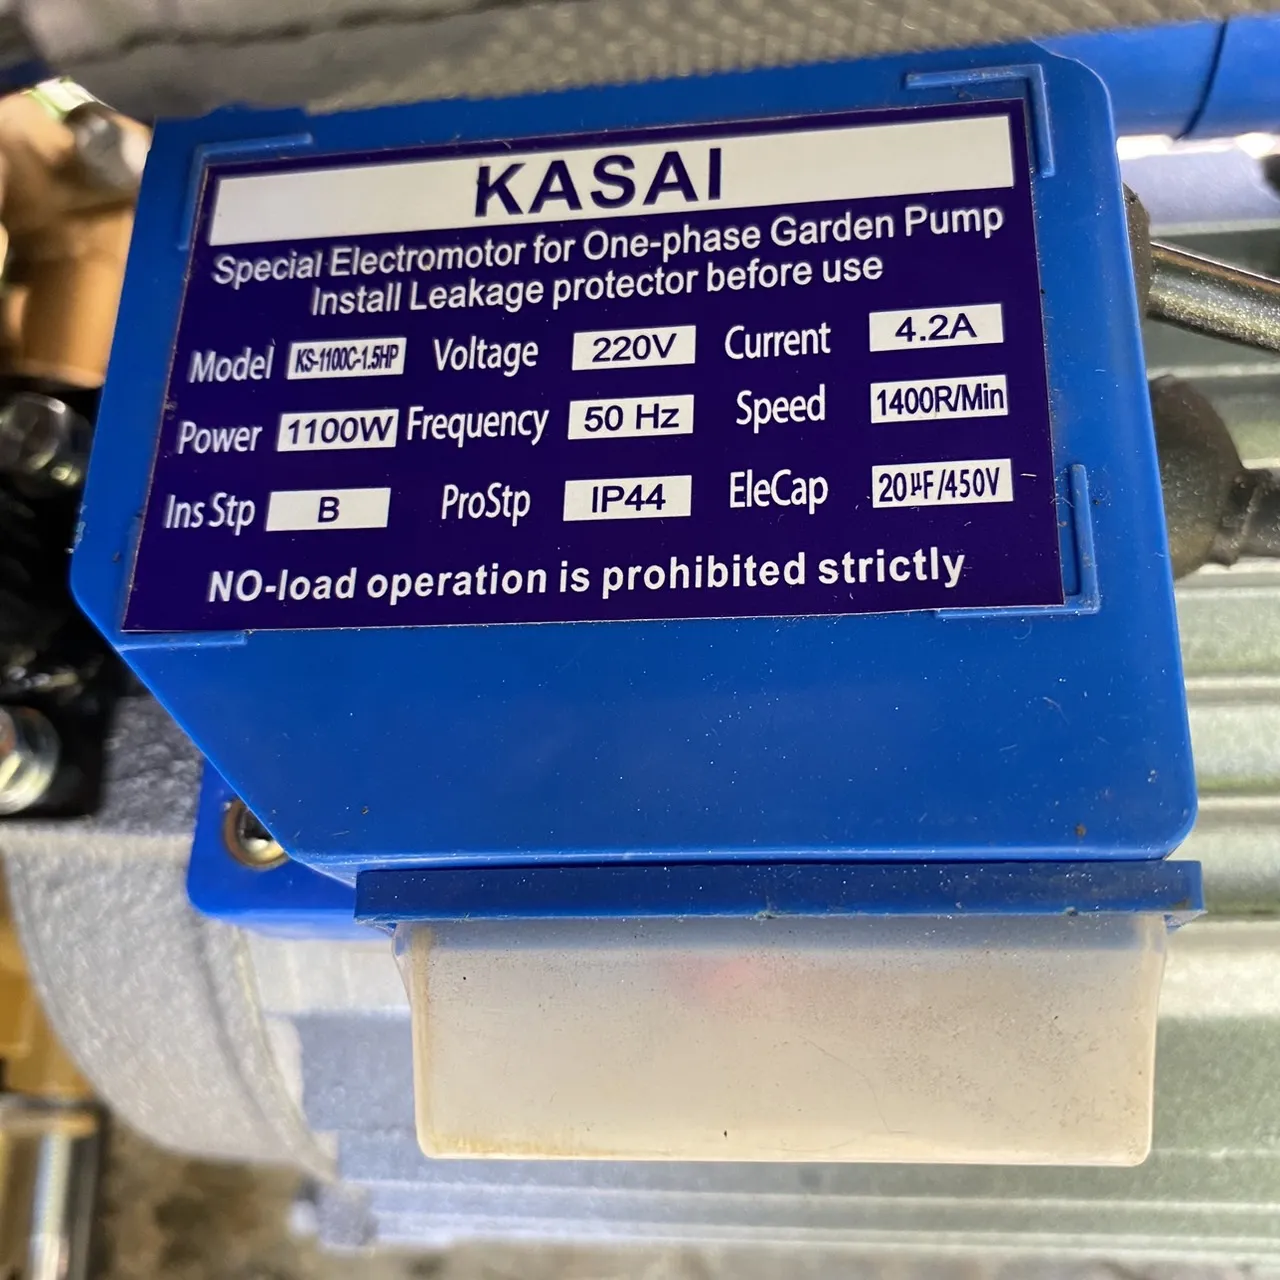 KASAI
Special Electromotor for One-phase Garden Pump
Install Leakage protector before use
Model KS-1100C-1.5HP Voltage 220V Current 4.2A
Power 1100W Frequency 50 Hz Speed 1400R/Min
Ins Stp B ProStp IP44 EleCap 20µF/450V
NO-load operation is prohibited strictly